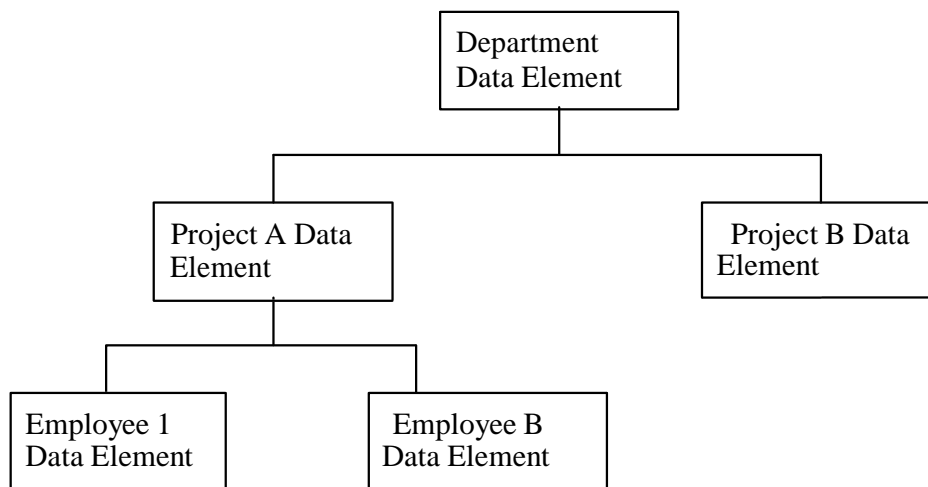 Department
Data Element
Project A Data
Element
Project B Data
Element
Employee 1
Data Element
Employee B
Data Element